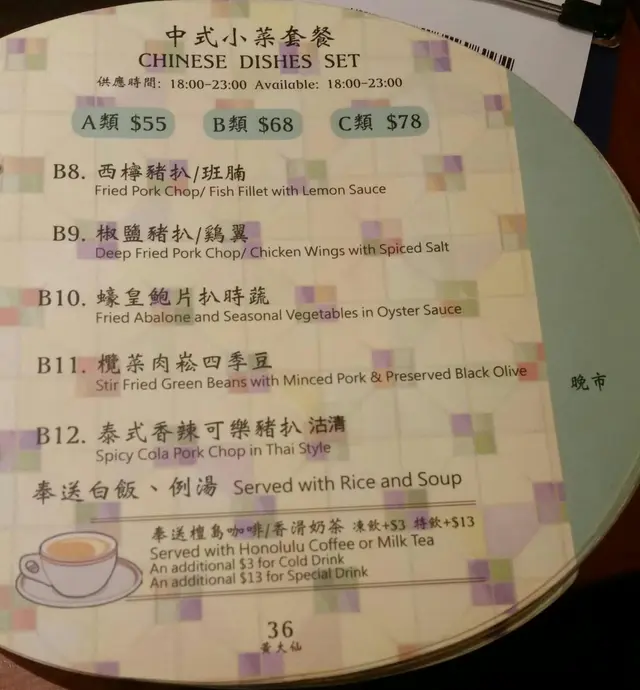 中式小菜套餐
CHINESE DISHES SET
供應時間: 18:00-23:00 Available: 18:00-23:00
A類 $55 B類 $68 C類 $78
B8. 西檸豬扒/班腩
Fried Pork Chop/ Fish Fillet with Lemon Sauce
B9. 椒鹽豬扒/鷄翼
Deep Fried Pork Chop/ Chicken Wings with Spiced Salt
B10. 蠔皇鮑片扒時蔬
Fried Abalone and Seasonal Vegetables in Oyster Sauce
B11. 欖菜肉崧四季豆
Stir Fried Green Beans with Minced Pork & Preserved Black Olive
晚市
B12. 泰式香辣可樂豬扒 沽清
Spicy Cola Pork Chop in Thai Style
奉送白飯、例湯 Served with Rice and Soup
奉送檀島咖啡/香滑奶茶 凍飲+$3 特飲+$13
Served with Honolulu Coffee or Milk Tea
An additional $3 for Cold Drink
An additional $13 for Special Drink
36
黃大仙